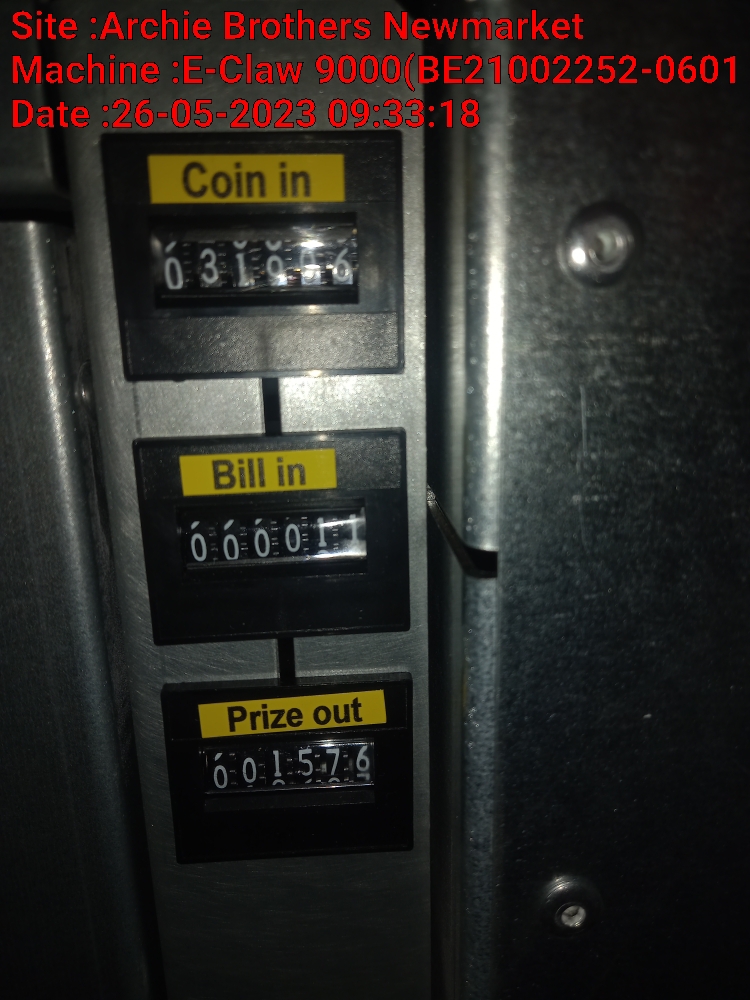 Site :Archie Brothers Newmarket
Machine :E-Claw 9000(BE21002252-0601
Date :26-05-2023 09:33:18
Coin in
Bill in
000011
Prize out
001576